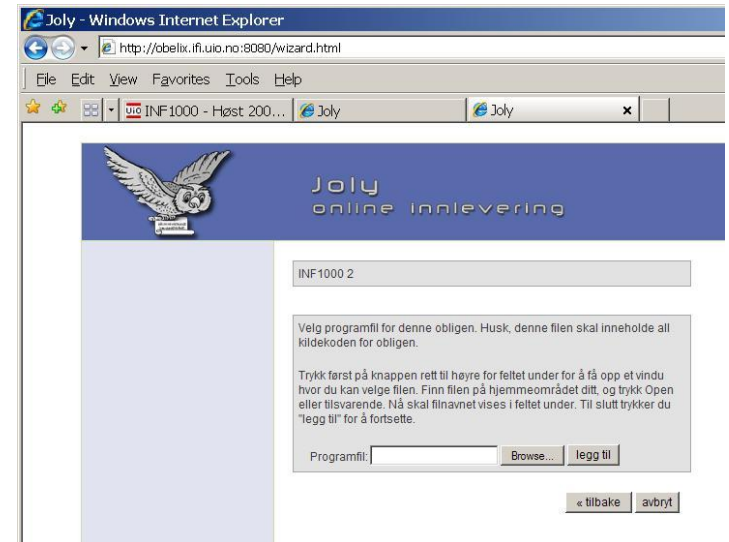 Joly - Windows Internet Explorer
http://obelix.ifi.uio.no:8080/wizard.html
File Edit View Favorites Tools Help
UiO INF1000 - Høst 200... Joly Joly x
Joly
online innlevering
INF1000 2
Velg programfil for denne obligen. Husk, denne filen skal inneholde all
kildekoden for obligen.
Trykk først på knappen rett til høyre for feltet under for å få opp et vindu
hvor du kan velge filen. Finn filen på hjemmeområdet ditt, og trykk Open
eller tilsvarende. Nå skal filnavnet vises i feltet under. Til slutt trykker du
"legg til" for å fortsette.
Programfil: Browse... legg til
« tilbake avbryt